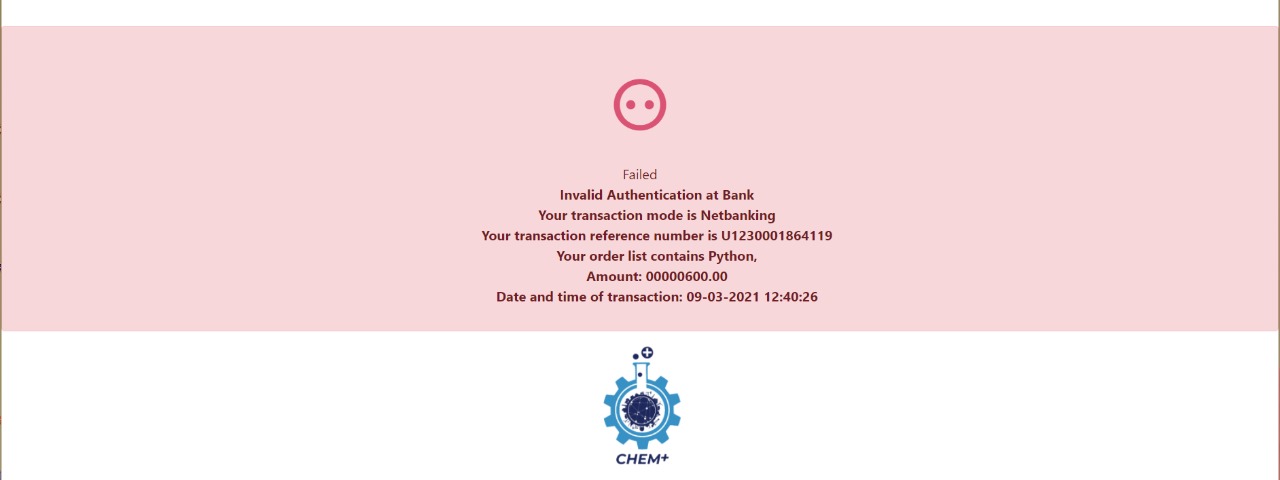 Failed
Invalid Authentication at Bank
Your transaction mode is Netbanking
Your transaction reference number is U1230001864119
Your order list contains Python,
Amount: 00000600.00
Date and time of transaction: 09-03-2021 12:40:26
CHEM+